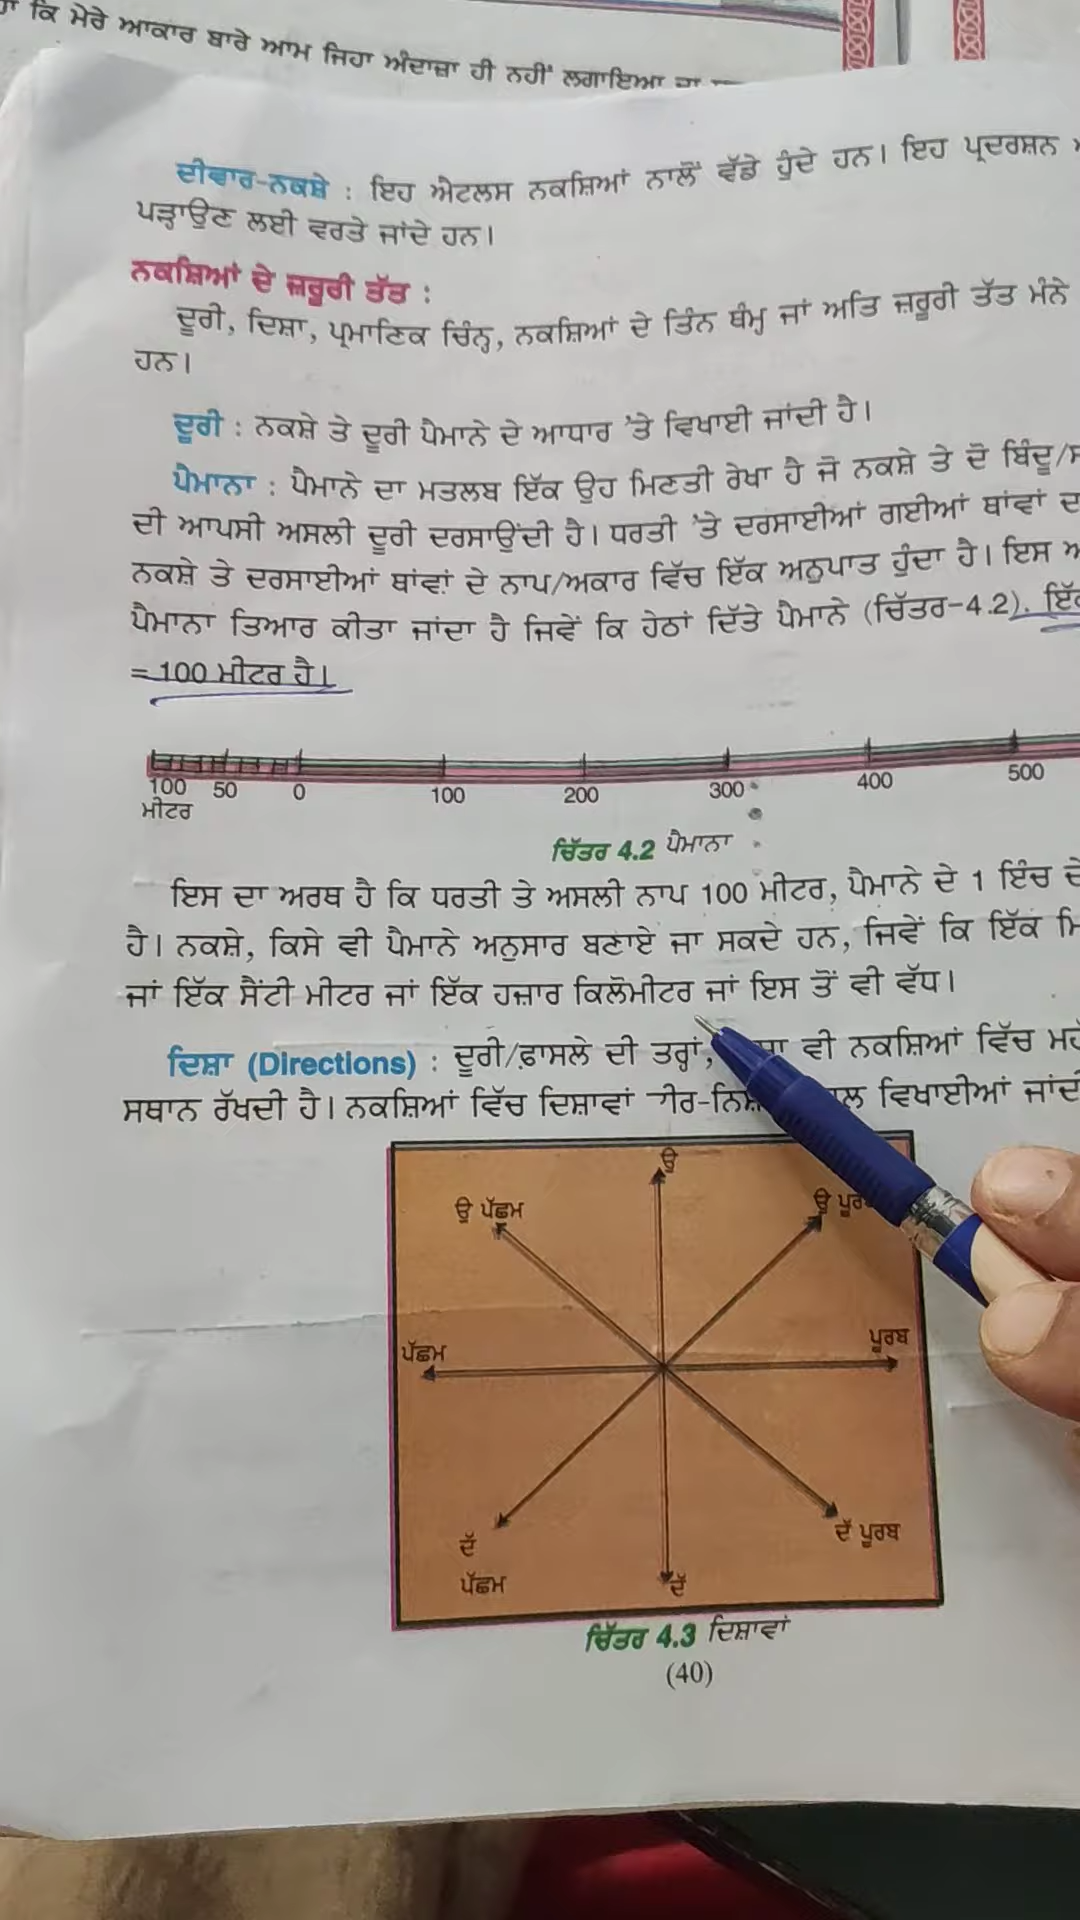 ਕਿ ਮੇਰੇ ਆਕਾਰ ਬਾਰੇ ਆਮ ਜਿਹਾ ਅੰਦਾਜ਼ਾ ਹੀ ਨਹੀਂ ਲਗਾਇਆ ਜਾ
ਦੀਵਾਰ-ਨਕਸ਼ੇ : ਇਹ ਐਟਲਸ ਨਕਸ਼ਿਆਂ ਨਾਲੋਂ ਵੱਡੇ ਹੁੰਦੇ ਹਨ। ਇਹ ਪ੍ਰਦਰਸ਼ਨ
ਪੜ੍ਹਾਉਣ ਲਈ ਵਰਤੇ ਜਾਂਦੇ ਹਨ।
ਨਕਸ਼ਿਆਂ ਦੇ ਜ਼ਰੂਰੀ ਤੱਤ :
ਦੂਰੀ, ਦਿਸ਼ਾ, ਪ੍ਰਮਾਣਿਕ ਚਿੰਨ੍ਹ, ਨਕਸ਼ਿਆਂ ਦੇ ਤਿੰਨ ਥੰਮ੍ਹ ਜਾਂ ਅਤਿ ਜ਼ਰੂਰੀ ਤੱਤ ਮੰਨੇ
ਹਨ।
ਦੂਰੀ : ਨਕਸ਼ੇ ਤੇ ਦੂਰੀ ਪੈਮਾਨੇ ਦੇ ਆਧਾਰ 'ਤੇ ਵਿਖਾਈ ਜਾਂਦੀ ਹੈ।
ਪੈਮਾਨਾ : ਪੈਮਾਨੇ ਦਾ ਮਤਲਬ ਇੱਕ ਉਹ ਮਿਣਤੀ ਰੇਖਾ ਹੈ ਜੋ ਨਕਸ਼ੇ ਤੇ ਦੋ ਬਿੰਦੂ/
ਦੀ ਆਪਸੀ ਅਸਲੀ ਦੂਰੀ ਦਰਸਾਉਂਦੀ ਹੈ। ਧਰਤੀ 'ਤੇ ਦਰਸਾਈਆਂ ਗਈਆਂ ਥਾਂਵਾਂ ਦਾ
ਨਕਸ਼ੇ ਤੇ ਦਰਸਾਈਆਂ ਥਾਂਵਾਂ ਦੇ ਨਾਪ/ਅਕਾਰ ਵਿੱਚ ਇੱਕ ਅਨੁਪਾਤ ਹੁੰਦਾ ਹੈ। ਇਸ
ਪੈਮਾਨਾ ਤਿਆਰ ਕੀਤਾ ਜਾਂਦਾ ਹੈ ਜਿਵੇਂ ਕਿ ਹੇਠਾਂ ਦਿੱਤੇ ਪੈਮਾਨੇ (ਚਿੱਤਰ-4.2). ਇੱਕ
= 100 ਮੀਟਰ ਹੈ।
100 50 0 100 200 300 400 500
ਮੀਟਰ
ਚਿੱਤਰ 4.2 ਪੈਮਾਨਾ
ਇਸ ਦਾ ਅਰਥ ਹੈ ਕਿ ਧਰਤੀ ਤੇ ਅਸਲੀ ਨਾਪ 100 ਮੀਟਰ, ਪੈਮਾਨੇ ਦੇ 1 ਇੰਚ ਦੇ
ਹੈ। ਨਕਸ਼ੇ, ਕਿਸੇ ਵੀ ਪੈਮਾਨੇ ਅਨੁਸਾਰ ਬਣਾਏ ਜਾ ਸਕਦੇ ਹਨ, ਜਿਵੇਂ ਕਿ ਇੱਕ
ਜਾਂ ਇੱਕ ਸੈਂਟੀ ਮੀਟਰ ਜਾਂ ਇੱਕ ਹਜ਼ਾਰ ਕਿਲੋਮੀਟਰ ਜਾਂ ਇਸ ਤੋਂ ਵੀ ਵੱਧ।
ਦਿਸ਼ਾ (Directions) : ਦੂਰੀ/ਫ਼ਾਸਲੇ ਦੀ ਤਰ੍ਹਾਂ, ਵੀ ਨਕਸ਼ਿਆਂ ਵਿੱਚ
ਸਥਾਨ ਰੱਖਦੀ ਹੈ। ਨਕਸ਼ਿਆਂ ਵਿੱਚ ਦਿਸ਼ਾਵਾਂ ਵਿਖਾਈਆਂ ਜਾਂਦੀ
ਉ
ਉ ਪੱਛਮ
ਉ ਪੂਰਬ
ਪੱਛਮ
ਪੂਰਬ
ਦੱ
ਪੱਛਮ
ਦੱ
ਦੱ ਪੂਰਬ
ਚਿੱਤਰ 4.3 ਦਿਸ਼ਾਵਾਂ
(40)